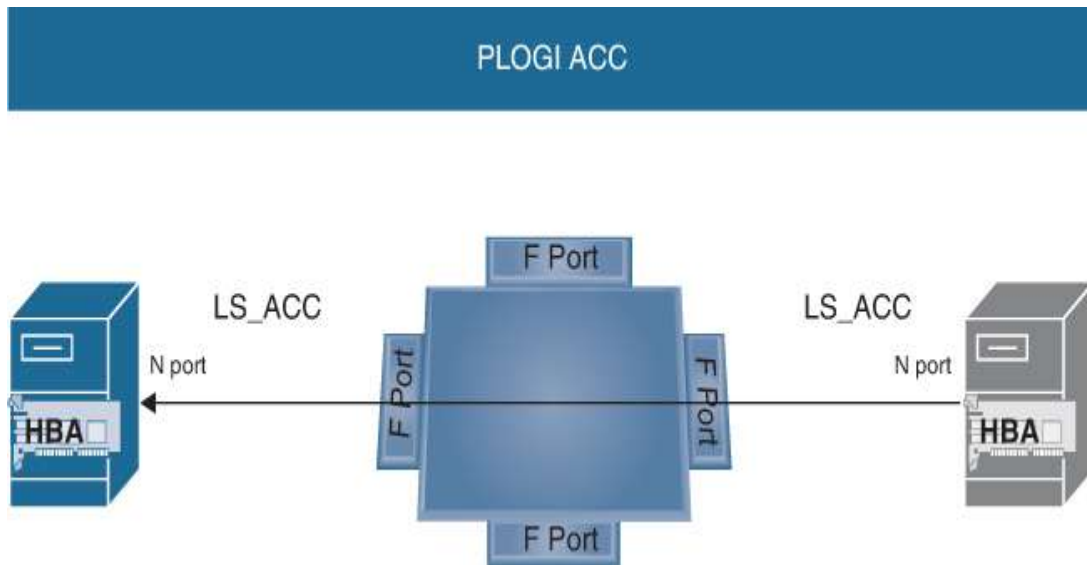 PLOGI ACC
F Port
LS_ACC
LS_ACC
N port
N port
F Port
F Port
HBA
HBA
F Port